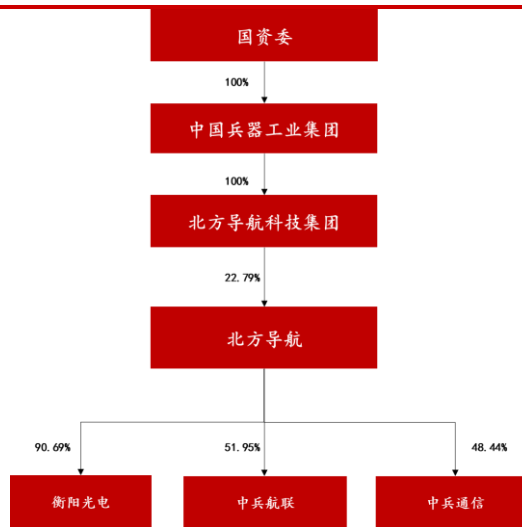 国资委
100%
中国兵器工业集团
100%
北方导航科技集团
22.79%
北方导航
90.69%
51.95%
48.44%
衡阳光电
中兵航联
中兵通信